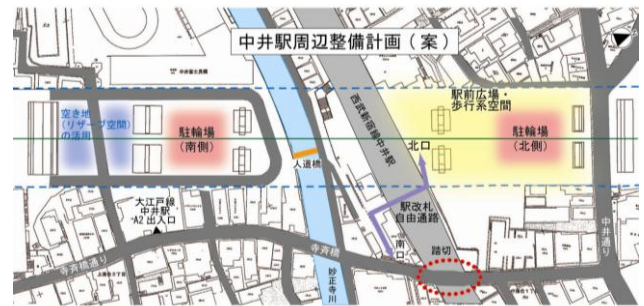 中井駅周辺整備計画(案)
空き地
(リザーブ空間)
の活用
駐輪場
(南側)
人道橋
西武新宿線中井駅
駅前広場・
歩行系空間
駐輪場
(北側)
北口
駅改札
自由通路
南口
踏切
大江戸線
中井駅
A2出入口
寺斉橋
寺斉橋通り
妙正寺川
中井通り